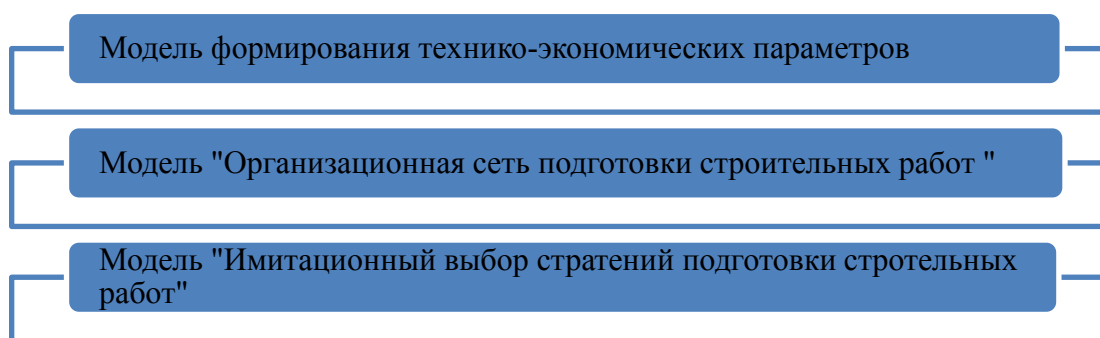 Модель формирования технико-экономических параметров
Модель "Организационная сеть подготовки строительных работ "
Модель "Имитационный выбор стратений подготовки стротельных
работ"